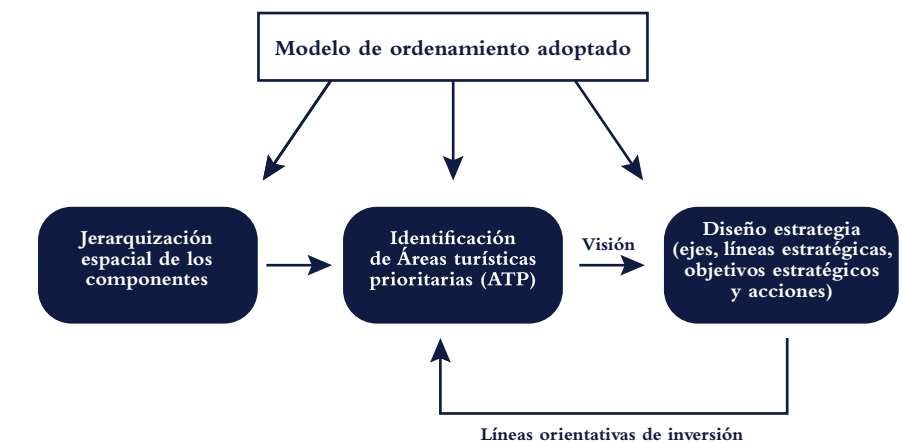 Modelo de ordenamiento adoptado
Jerarquización
espacial de los
componentes
Identificación
de Áreas turísticas
prioritarias (ATP)
Visión
Diseño estrategia
(ejes, líneas estratégicas,
objetivos estratégicos
y acciones)
Líneas orientativas de inversión